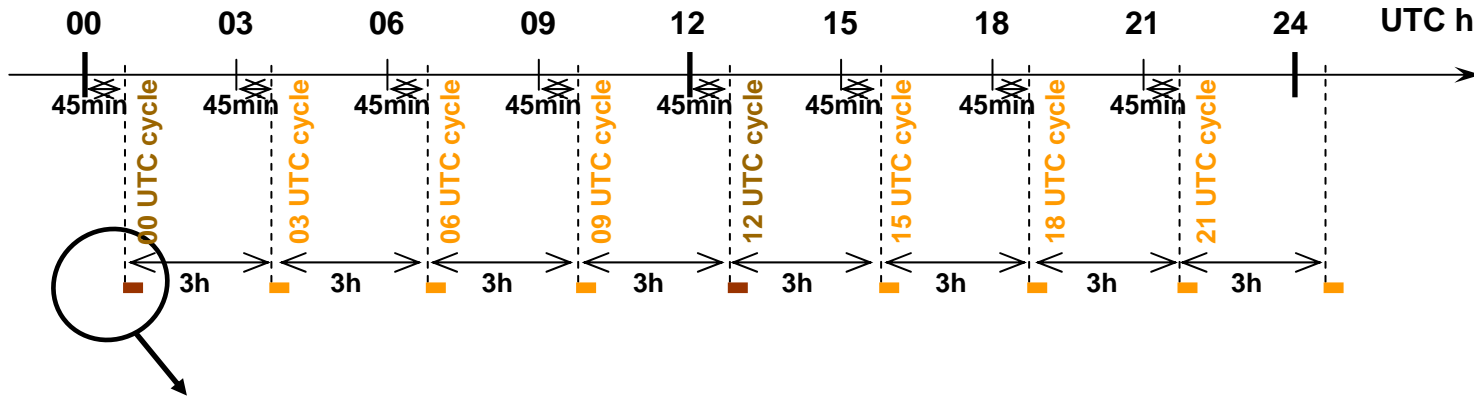 00 03 06 09 12 15 18 21 24 UTC h
45min 45min 45min 45min 45min 45min 45min 45min
00 UTC cycle
03 UTC cycle
06 UTC cycle
09 UTC cycle
12 UTC cycle
15 UTC cycle
18 UTC cycle
21 UTC cycle
3h 3h 3h 3h 3h 3h 3h 3h